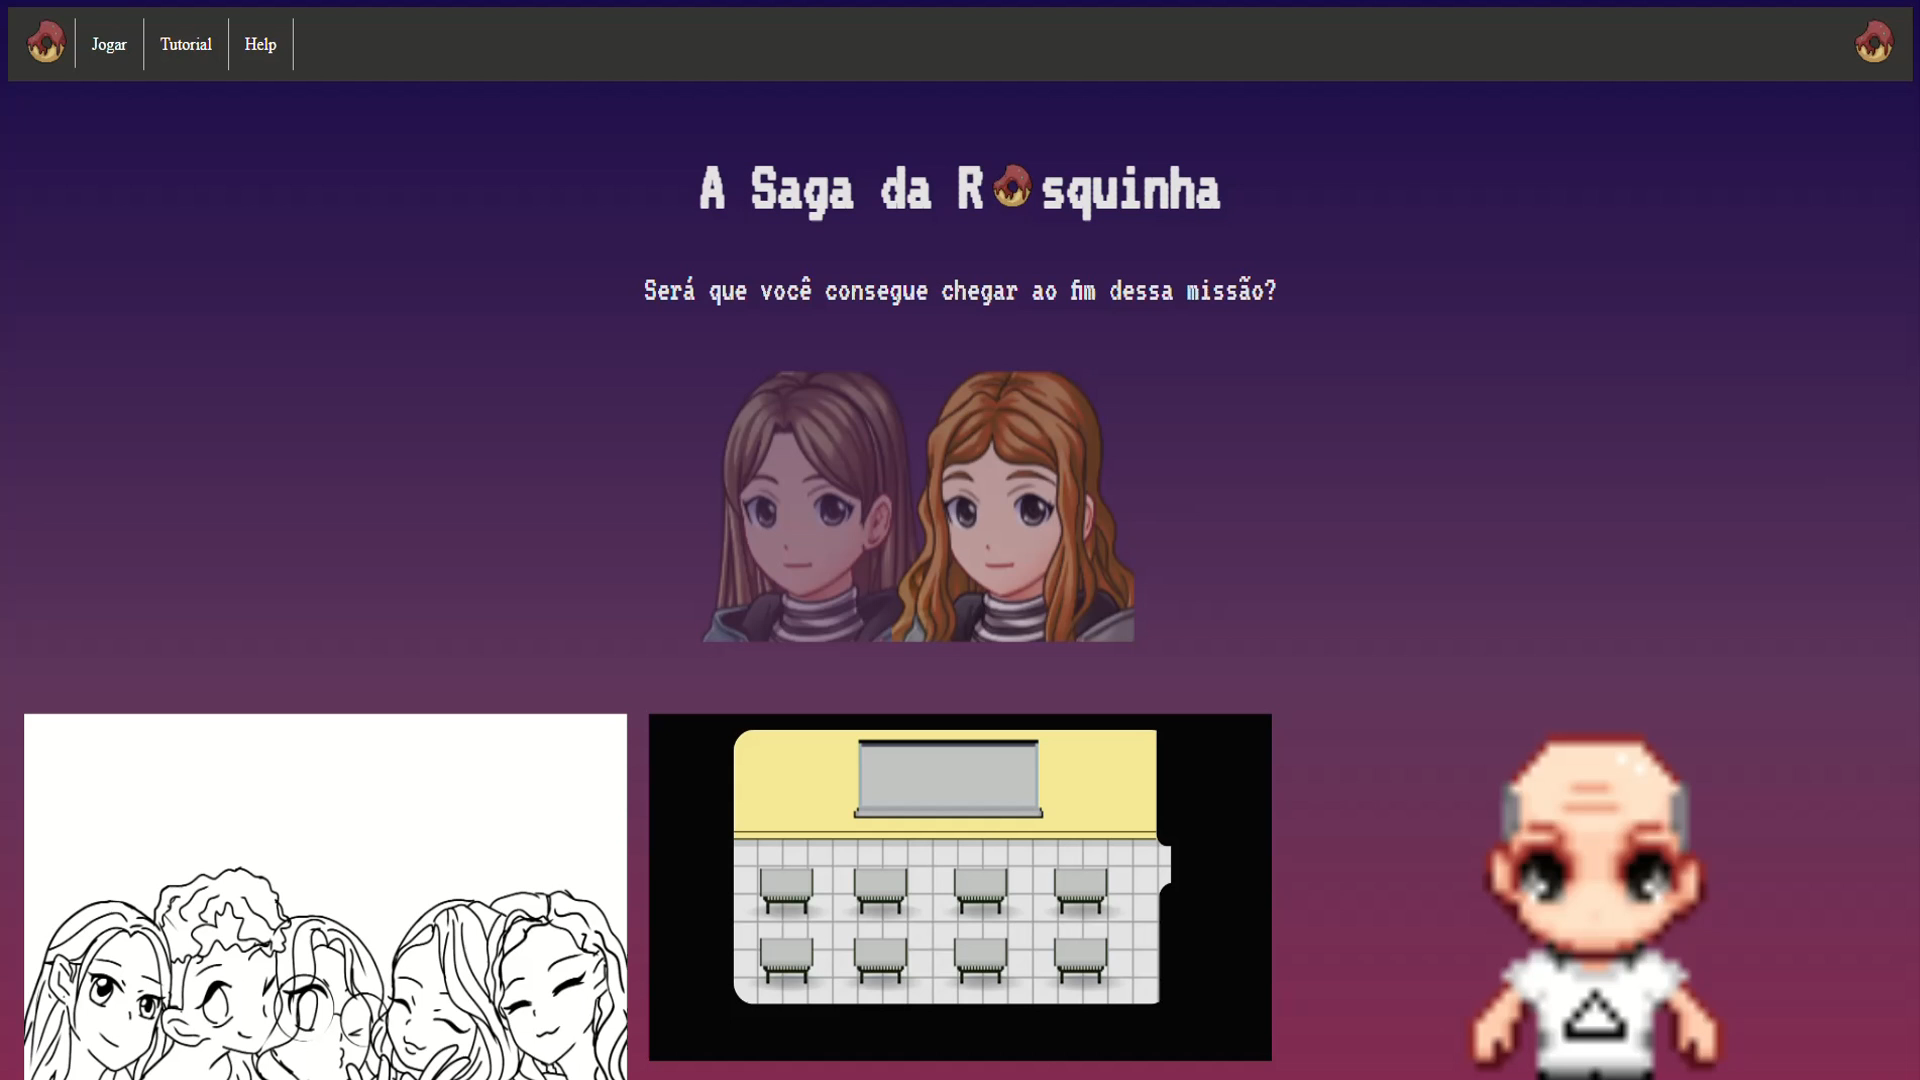 Jogar
Tutorial
Help
A Saga da R squinha
Será que você consegue chegar ao fim dessa missão?